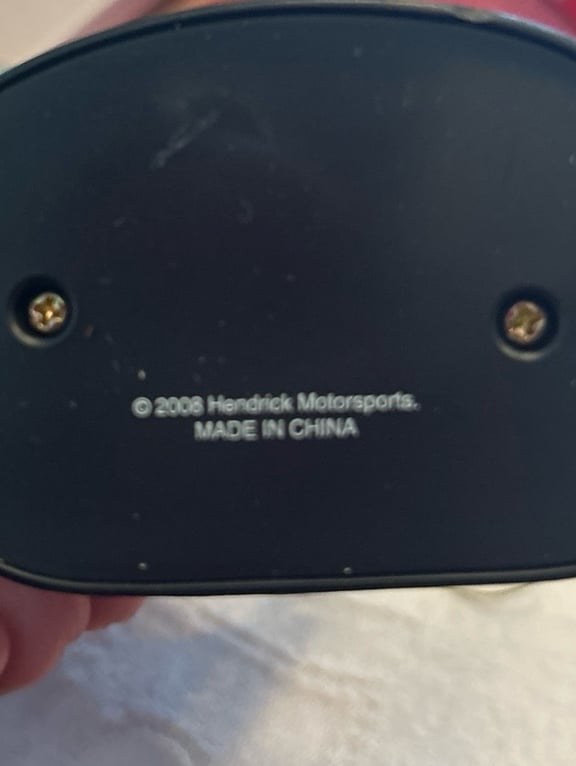 © 2008 Hendrick Motorsports.
MADE IN CHINA